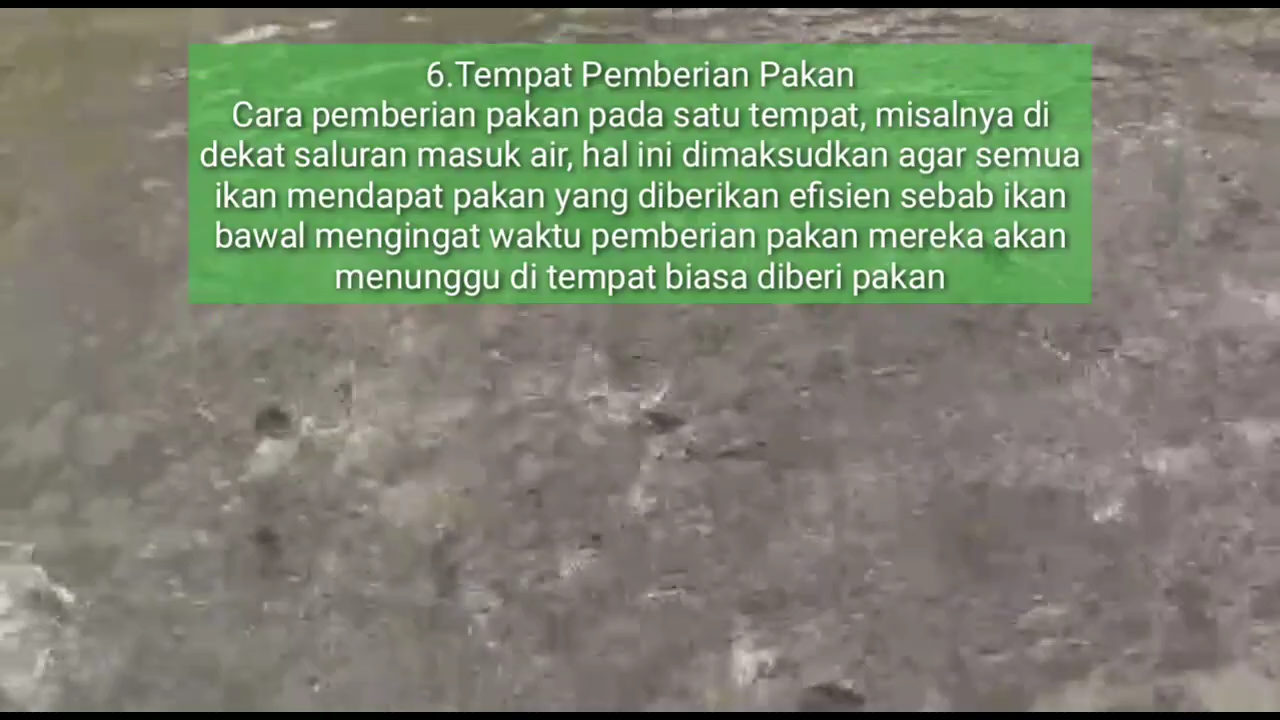 6.Tempat Pemberian Pakan
Cara pemberian pakan pada satu tempat, misalnya di
dekat saluran masuk air, hal ini dimaksudkan agar semua
ikan mendapat pakan yang diberikan efisien sebab ikan
bawal mengingat waktu pemberian pakan mereka akan
menunggu di tempat biasa diberi pakan